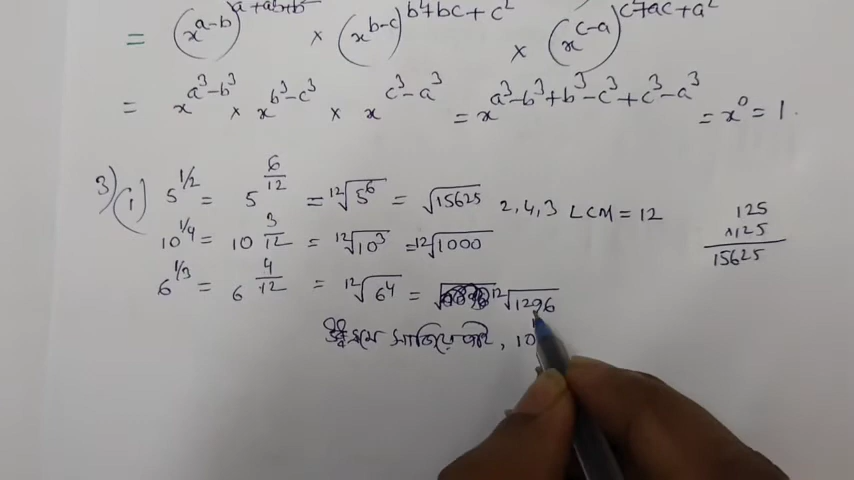 = (x^{a-b})^{a²+ab+b²} × (x^{b-c})^{b²+bc+c²} × (x^{c-a})^{c²+ac+a²}
= x^{a³-b³} × x^{b³-c³} × x^{c³-a³} = x^{a³-b³+b³-c³+c³-a³} = x⁰ = 1.
3) (i) 5^{1/2} = 5^{6/12} = ¹²√5⁶ = √15625 2, 4, 3 LCM = 12
10^{1/4} = 10^{3/12} = ¹²√10³ = ¹²√1000
6^{1/3} = 6^{4/12} = ¹²√6⁴ = ¹²√1296
সাজিয়ে পাই, 10
125
×125
15625